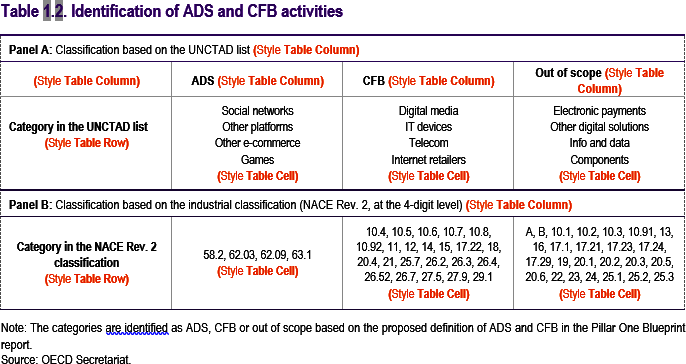 Table 1.2. Identification of ADS and CFB activities
Panel A: Classification based on the UNCTAD list (Style Table Column)
(Style Table Column)
ADS (Style Table Column)
CFB (Style Table Column)
Out of scope (Style Table
Column)
Category in the UNCTAD list
(Style Table Row)
Social networks
Other platforms
Other e-commerce
Games
(Style Table Cell)
Digital media
IT devices
Telecom
Internet retailers
(Style Table Cell)
Electronic payments
Other digital solutions
Info and data
Components
(Style Table Cell)
Panel B: Classification based on the industrial classification (NACE Rev. 2, at the 4-digit level) (Style Table Column)
Category in the NACE Rev. 2
classification
(Style Table Row)
58.2, 62.03, 62.09, 63.1
(Style Table Cell)
10.4, 10.5, 10.6, 10.7, 10.8,
10.92, 11, 12, 14, 15, 17.22, 18,
20.4, 21, 25.7, 26.2, 26.3, 26.4,
26.52, 26.7, 27.5, 27.9, 29.1
(Style Table Cell)
A, B, 10.1, 10.2, 10.3, 10.91, 13,
16, 17.1, 17.21, 17.23, 17.24,
17.29, 19, 20.1, 20.2, 20.3, 20.5,
20.6, 22, 23, 24, 25.1, 25.2, 25.3
(Style Table Cell)
Note: The categories are identified as ADS, CFB or out of scope based on the proposed definition of ADS and CFB in the Pillar One Blueprint
report.
Source: OECD Secretariat.